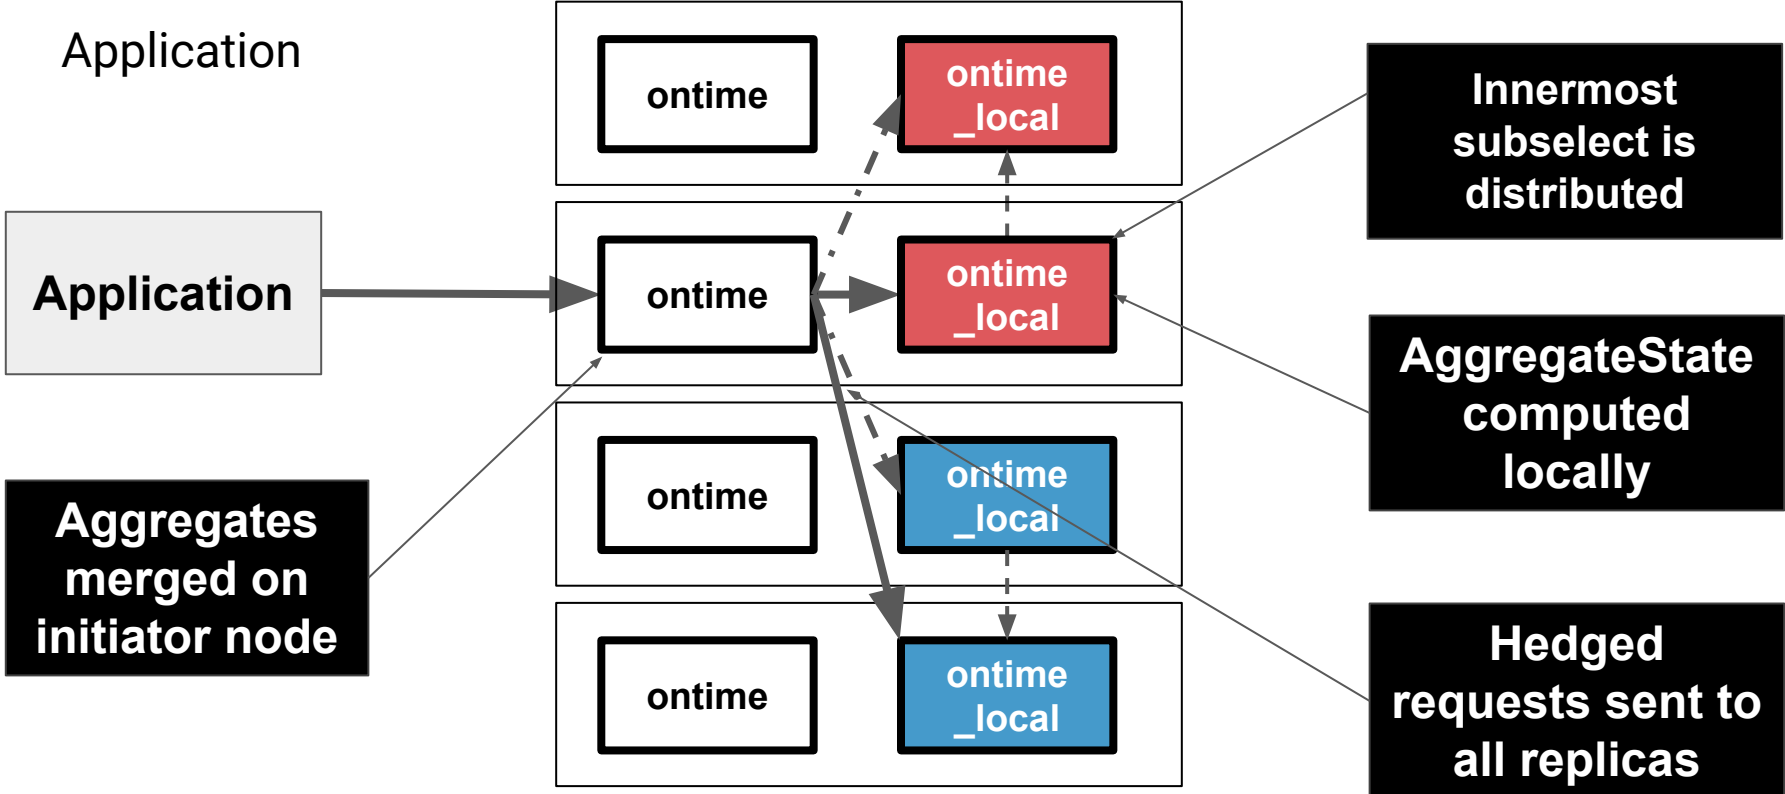 Application
ontime
ontime
_local
Innermost
subselect is
distributed
Application
ontime
ontime
_local
AggregateState
computed
locally
Aggregates
merged on
initiator node
ontime
ontime
_local
Hedged
requests sent to
all replicas
ontime
ontime
_local